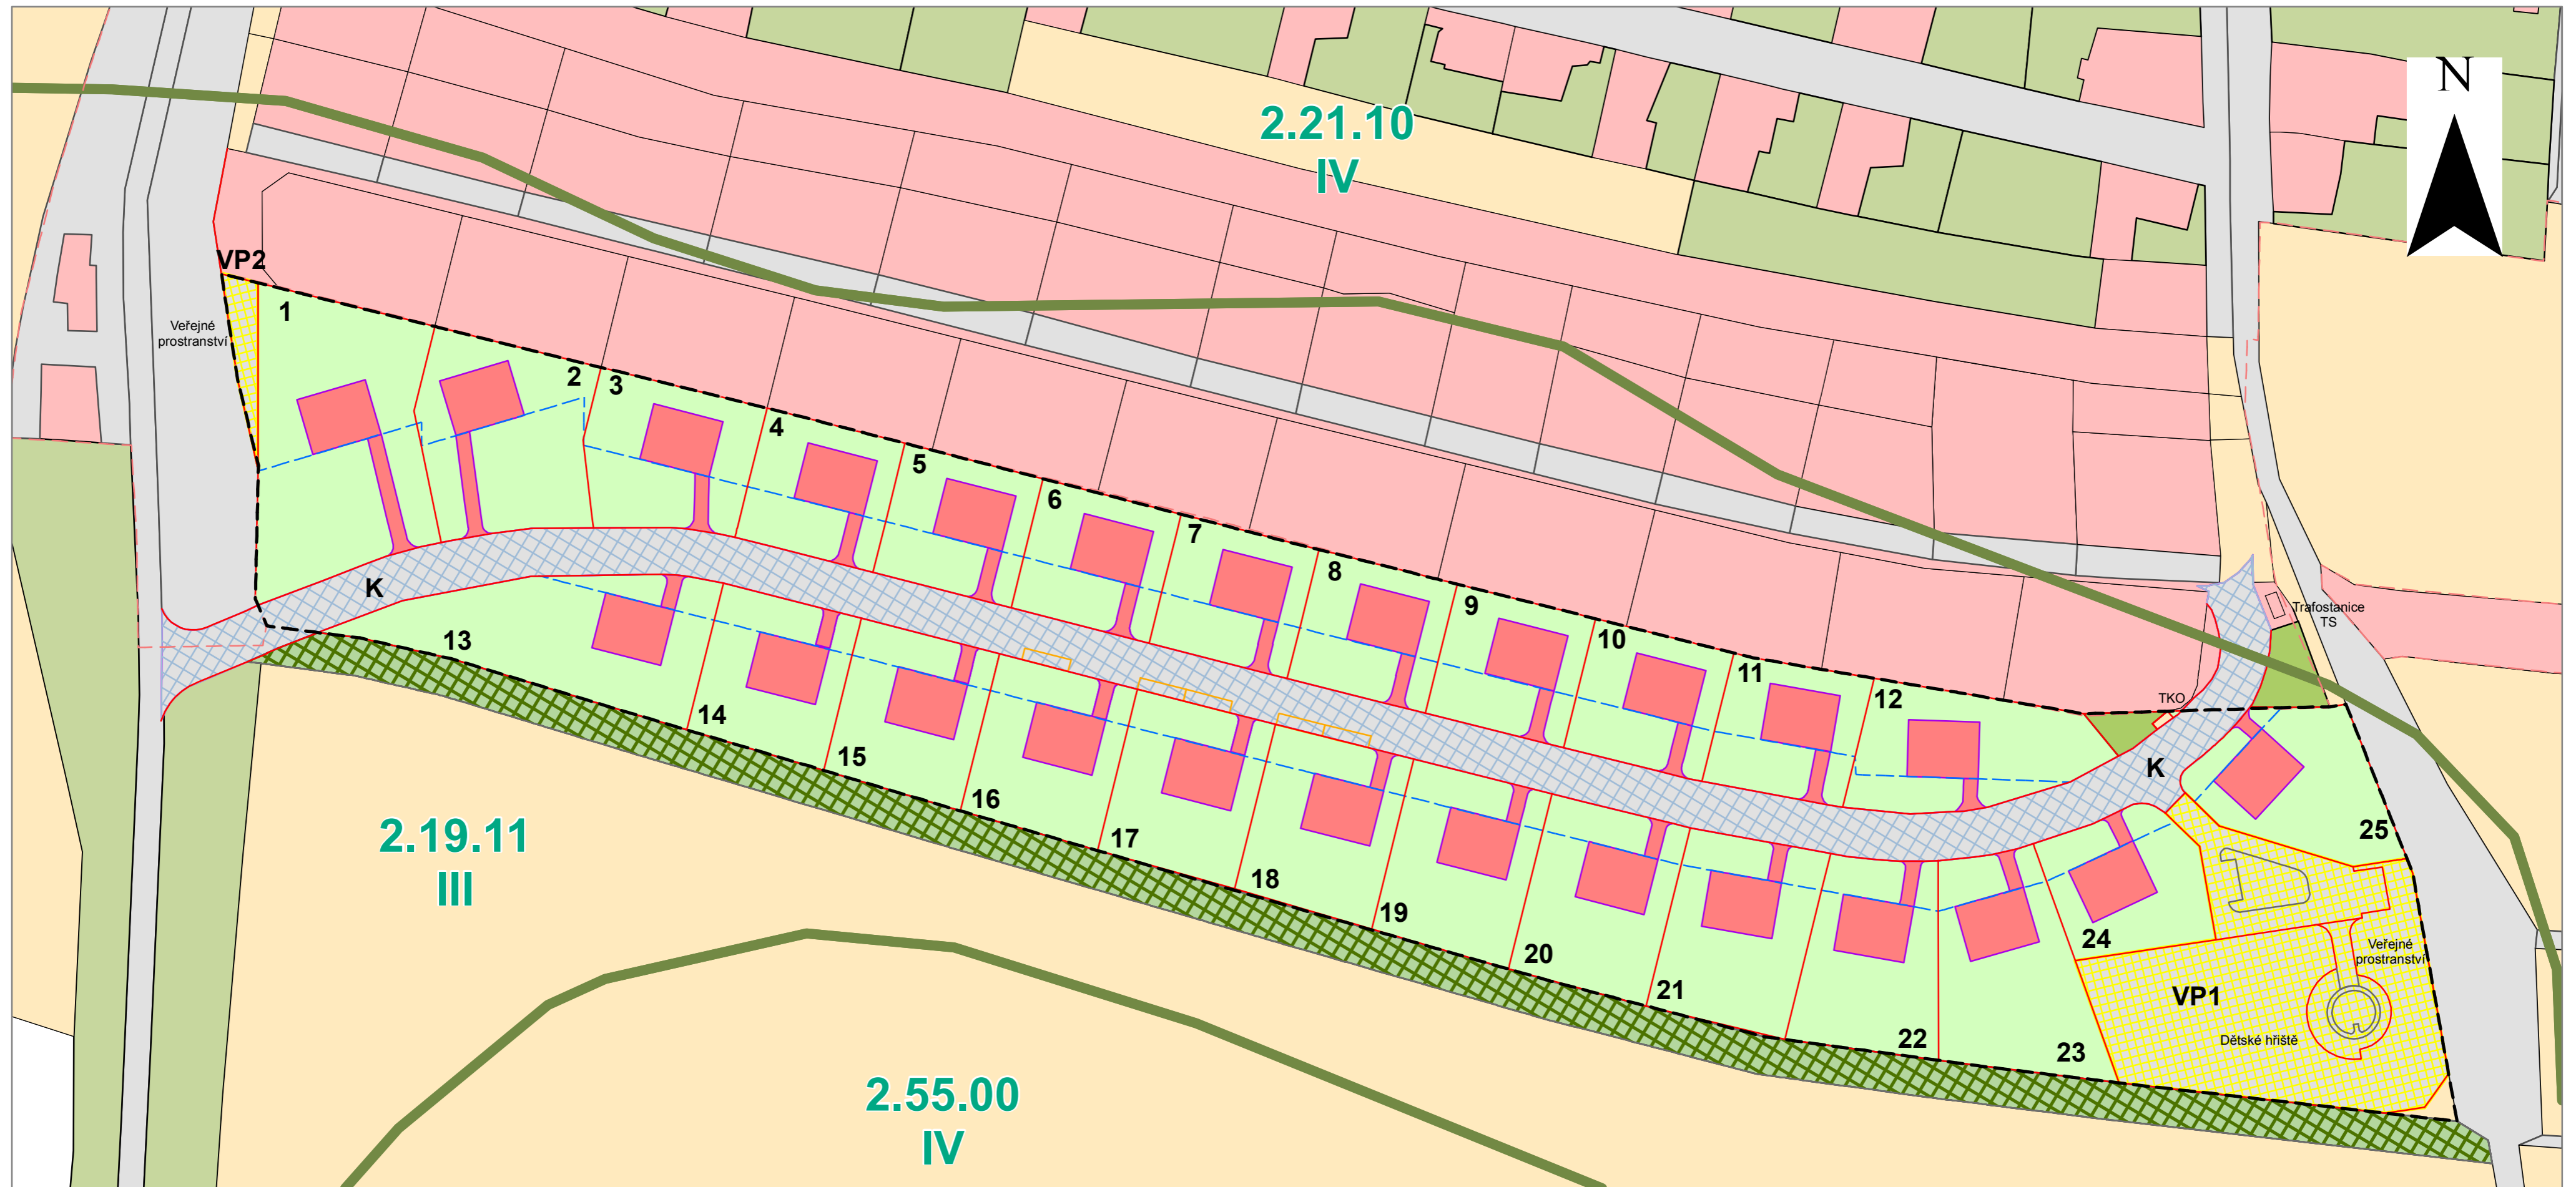 N
2.21.10
IV
VP2
Veřejné
prostranství
1
2
3
4
5
6
7
8
9
10
11
12
K
13
14
15
16
17
18
19
20
21
22
23
24
25
K
TKO
Trafostanice
TS
Veřejné
prostranství
VP1
Dětské hřiště
2.19.11
III
2.55.00
IV